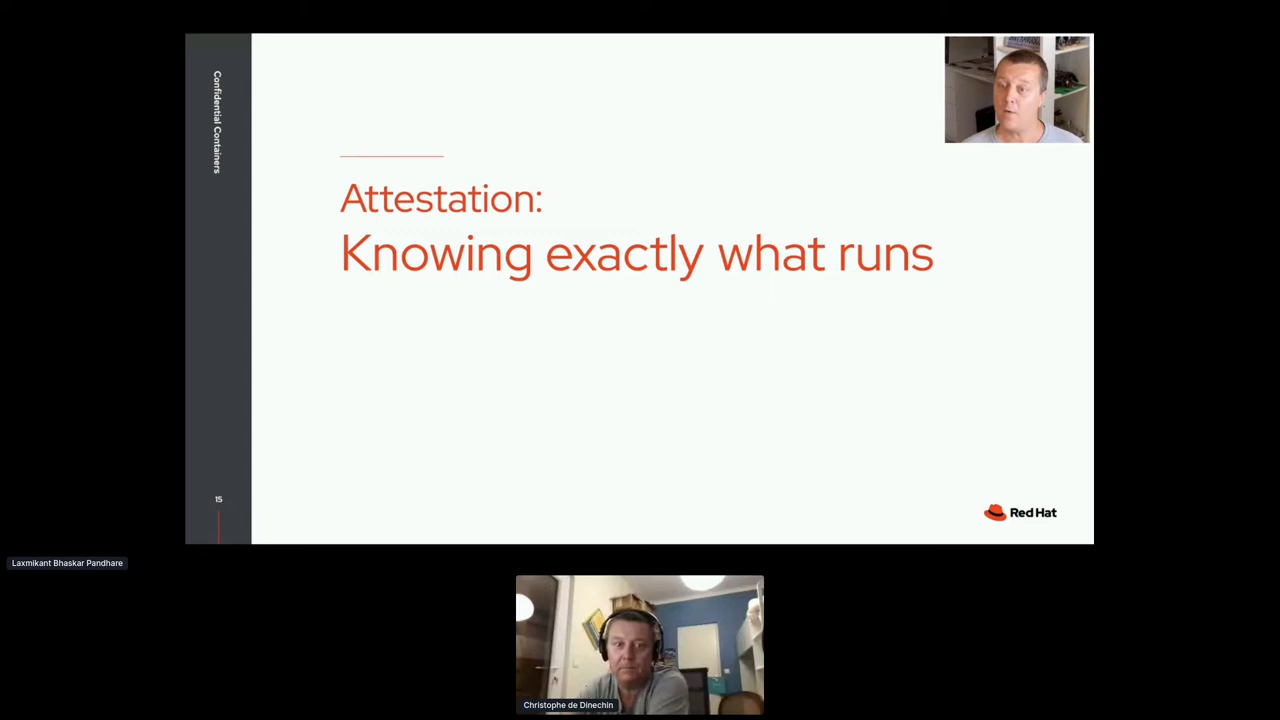 Confidential Containers
Attestation:
Knowing exactly what runs
15
Red Hat
Laxmikant Bhaskar Pandhare
Christophe de Dinechin